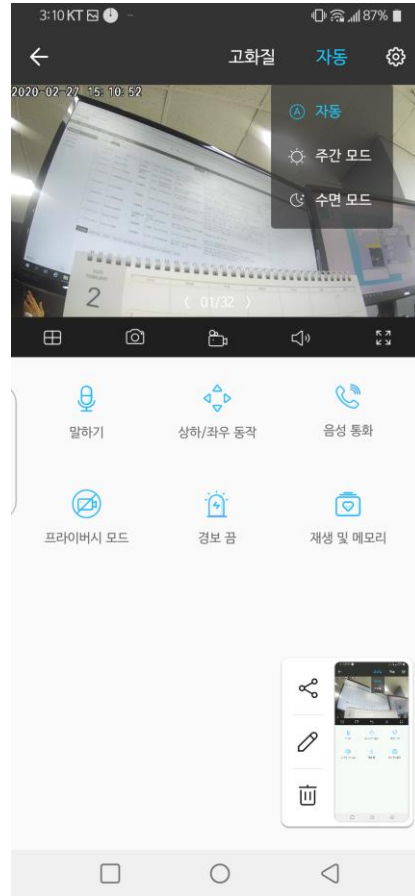 3:10 KT 87%
고화질 자동
2020-02-27 15:10:52
자동
주간 모드
수면 모드
2
〈 01/32 〉
말하기 상하/좌우 동작 음성 통화
프라이버시 모드 경보 끔 재생 및 메모리